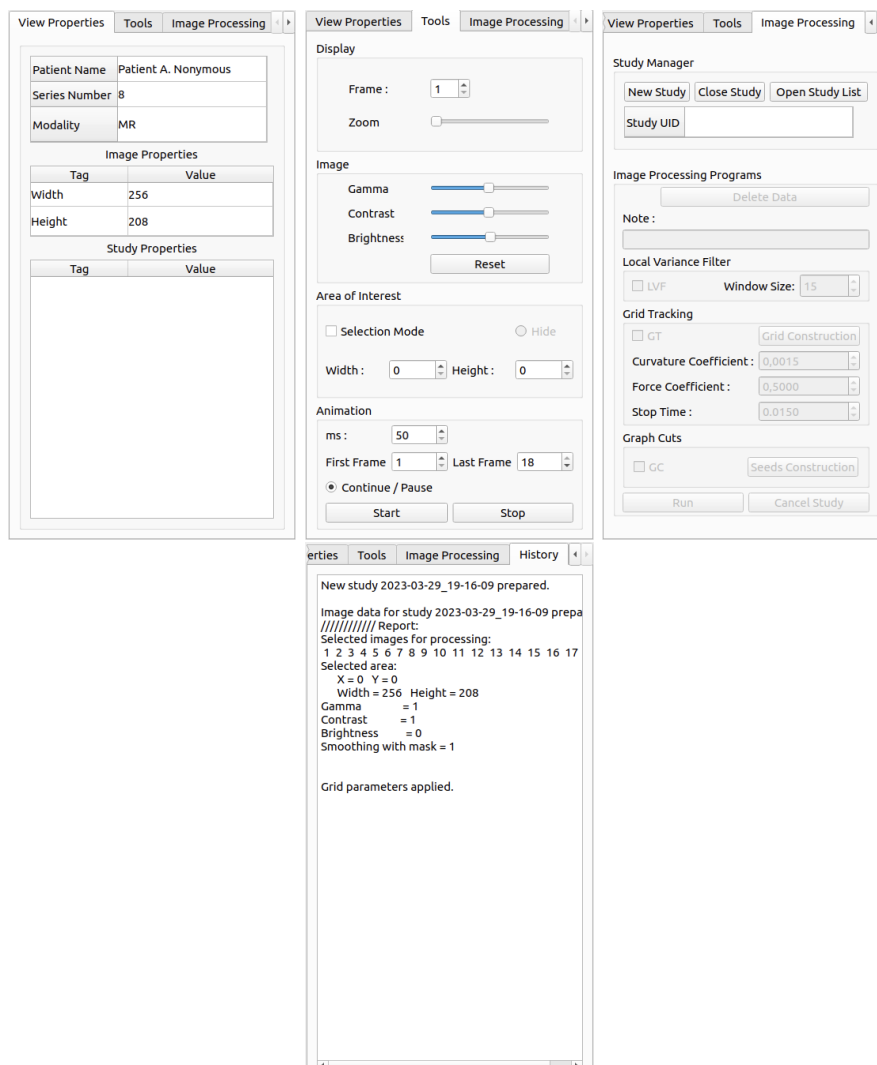 View Properties Tools Image Processing
Patient Name Patient A. Nonymous
Series Number 8
Modality MR
Image Properties
Tag Value
Width 256
Height 208
Study Properties
Tag Value
View Properties Tools Image Processing
Display
Frame : 1
Zoom
Image
Gamma
Contrast
Brightness
Reset
Area of Interest
Selection Mode Hide
Width : 0 Height : 0
Animation
ms : 50
First Frame 1 Last Frame 18
Continue / Pause
Start Stop
View Properties Tools Image Processing
Study Manager
New Study Close Study Open Study List
Study UID
Image Processing Programs
Delete Data
Note :
Local Variance Filter
LVF Window Size: 15
Grid Tracking
GT Grid Construction
Curvature Coefficient : 0,0015
Force Coefficient : 0,5000
Stop Time : 0.0150
Graph Cuts
GC Seeds Construction
Run Cancel Study
erties Tools Image Processing History
New study 2023-03-29_19-16-09 prepared.
Image data for study 2023-03-29_19-16-09 prepa
//////////// Report:
Selected images for processing:
1 2 3 4 5 6 7 8 9 10 11 12 13 14 15 16 17
Selected area:
X = 0 Y = 0
Width = 256 Height = 208
Gamma = 1
Contrast = 1
Brightness = 0
Smoothing with mask = 1
Grid parameters applied.